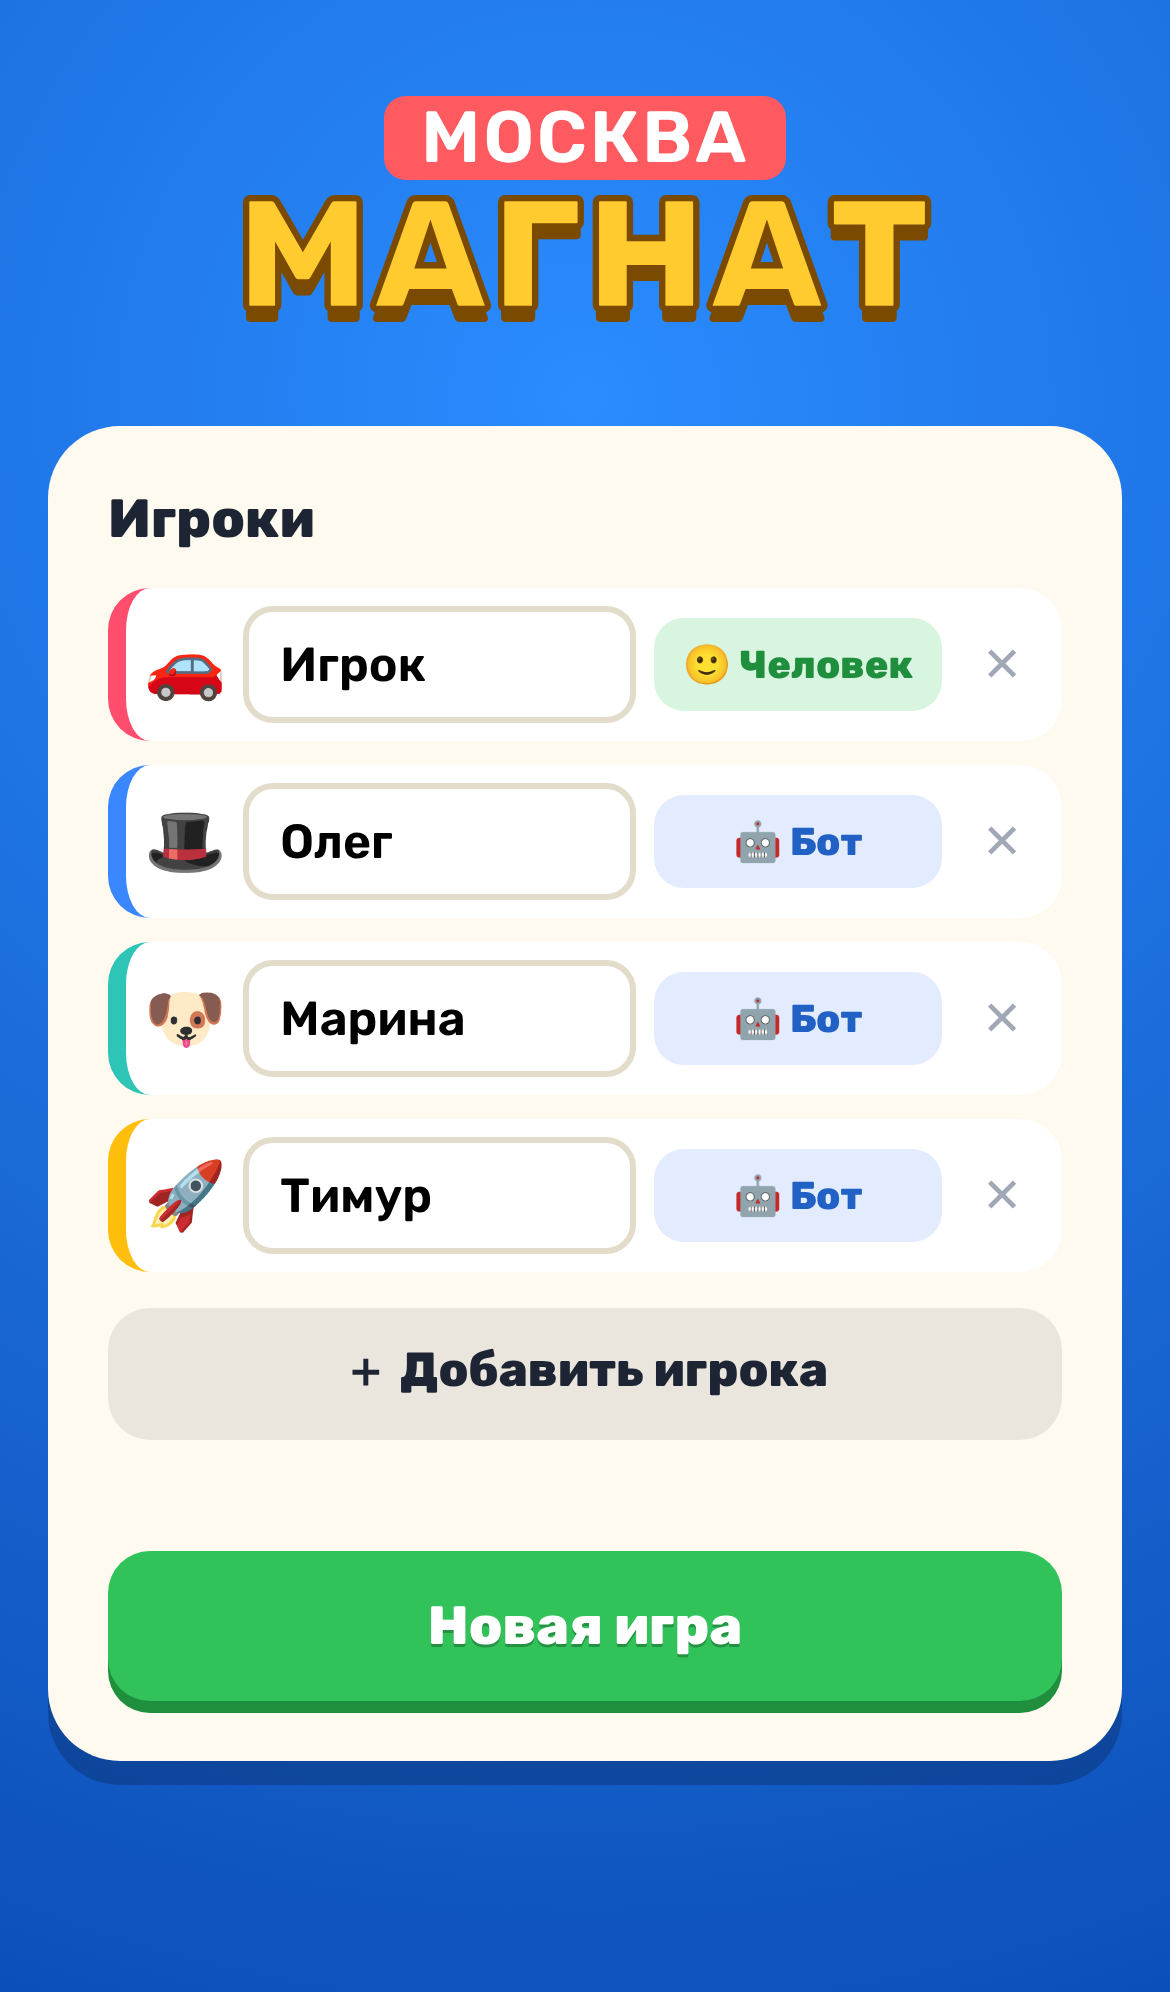 МОСКВА
МАГНАТ
Игроки
Игрок
Человек
Олег
Бот
Марина
Бот
Тимур
Бот
+ Добавить игрока
Новая игра